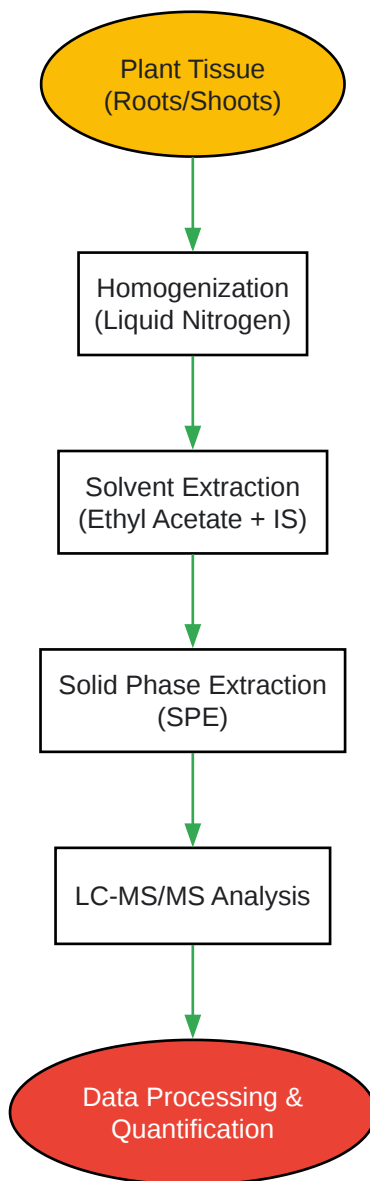 Plant Tissue
(Roots/Shoots)
Homogenization
(Liquid Nitrogen)
Solvent Extraction
(Ethyl Acetate + IS)
Solid Phase Extraction
(SPE)
LC-MS/MS Analysis
Data Processing &
Quantification